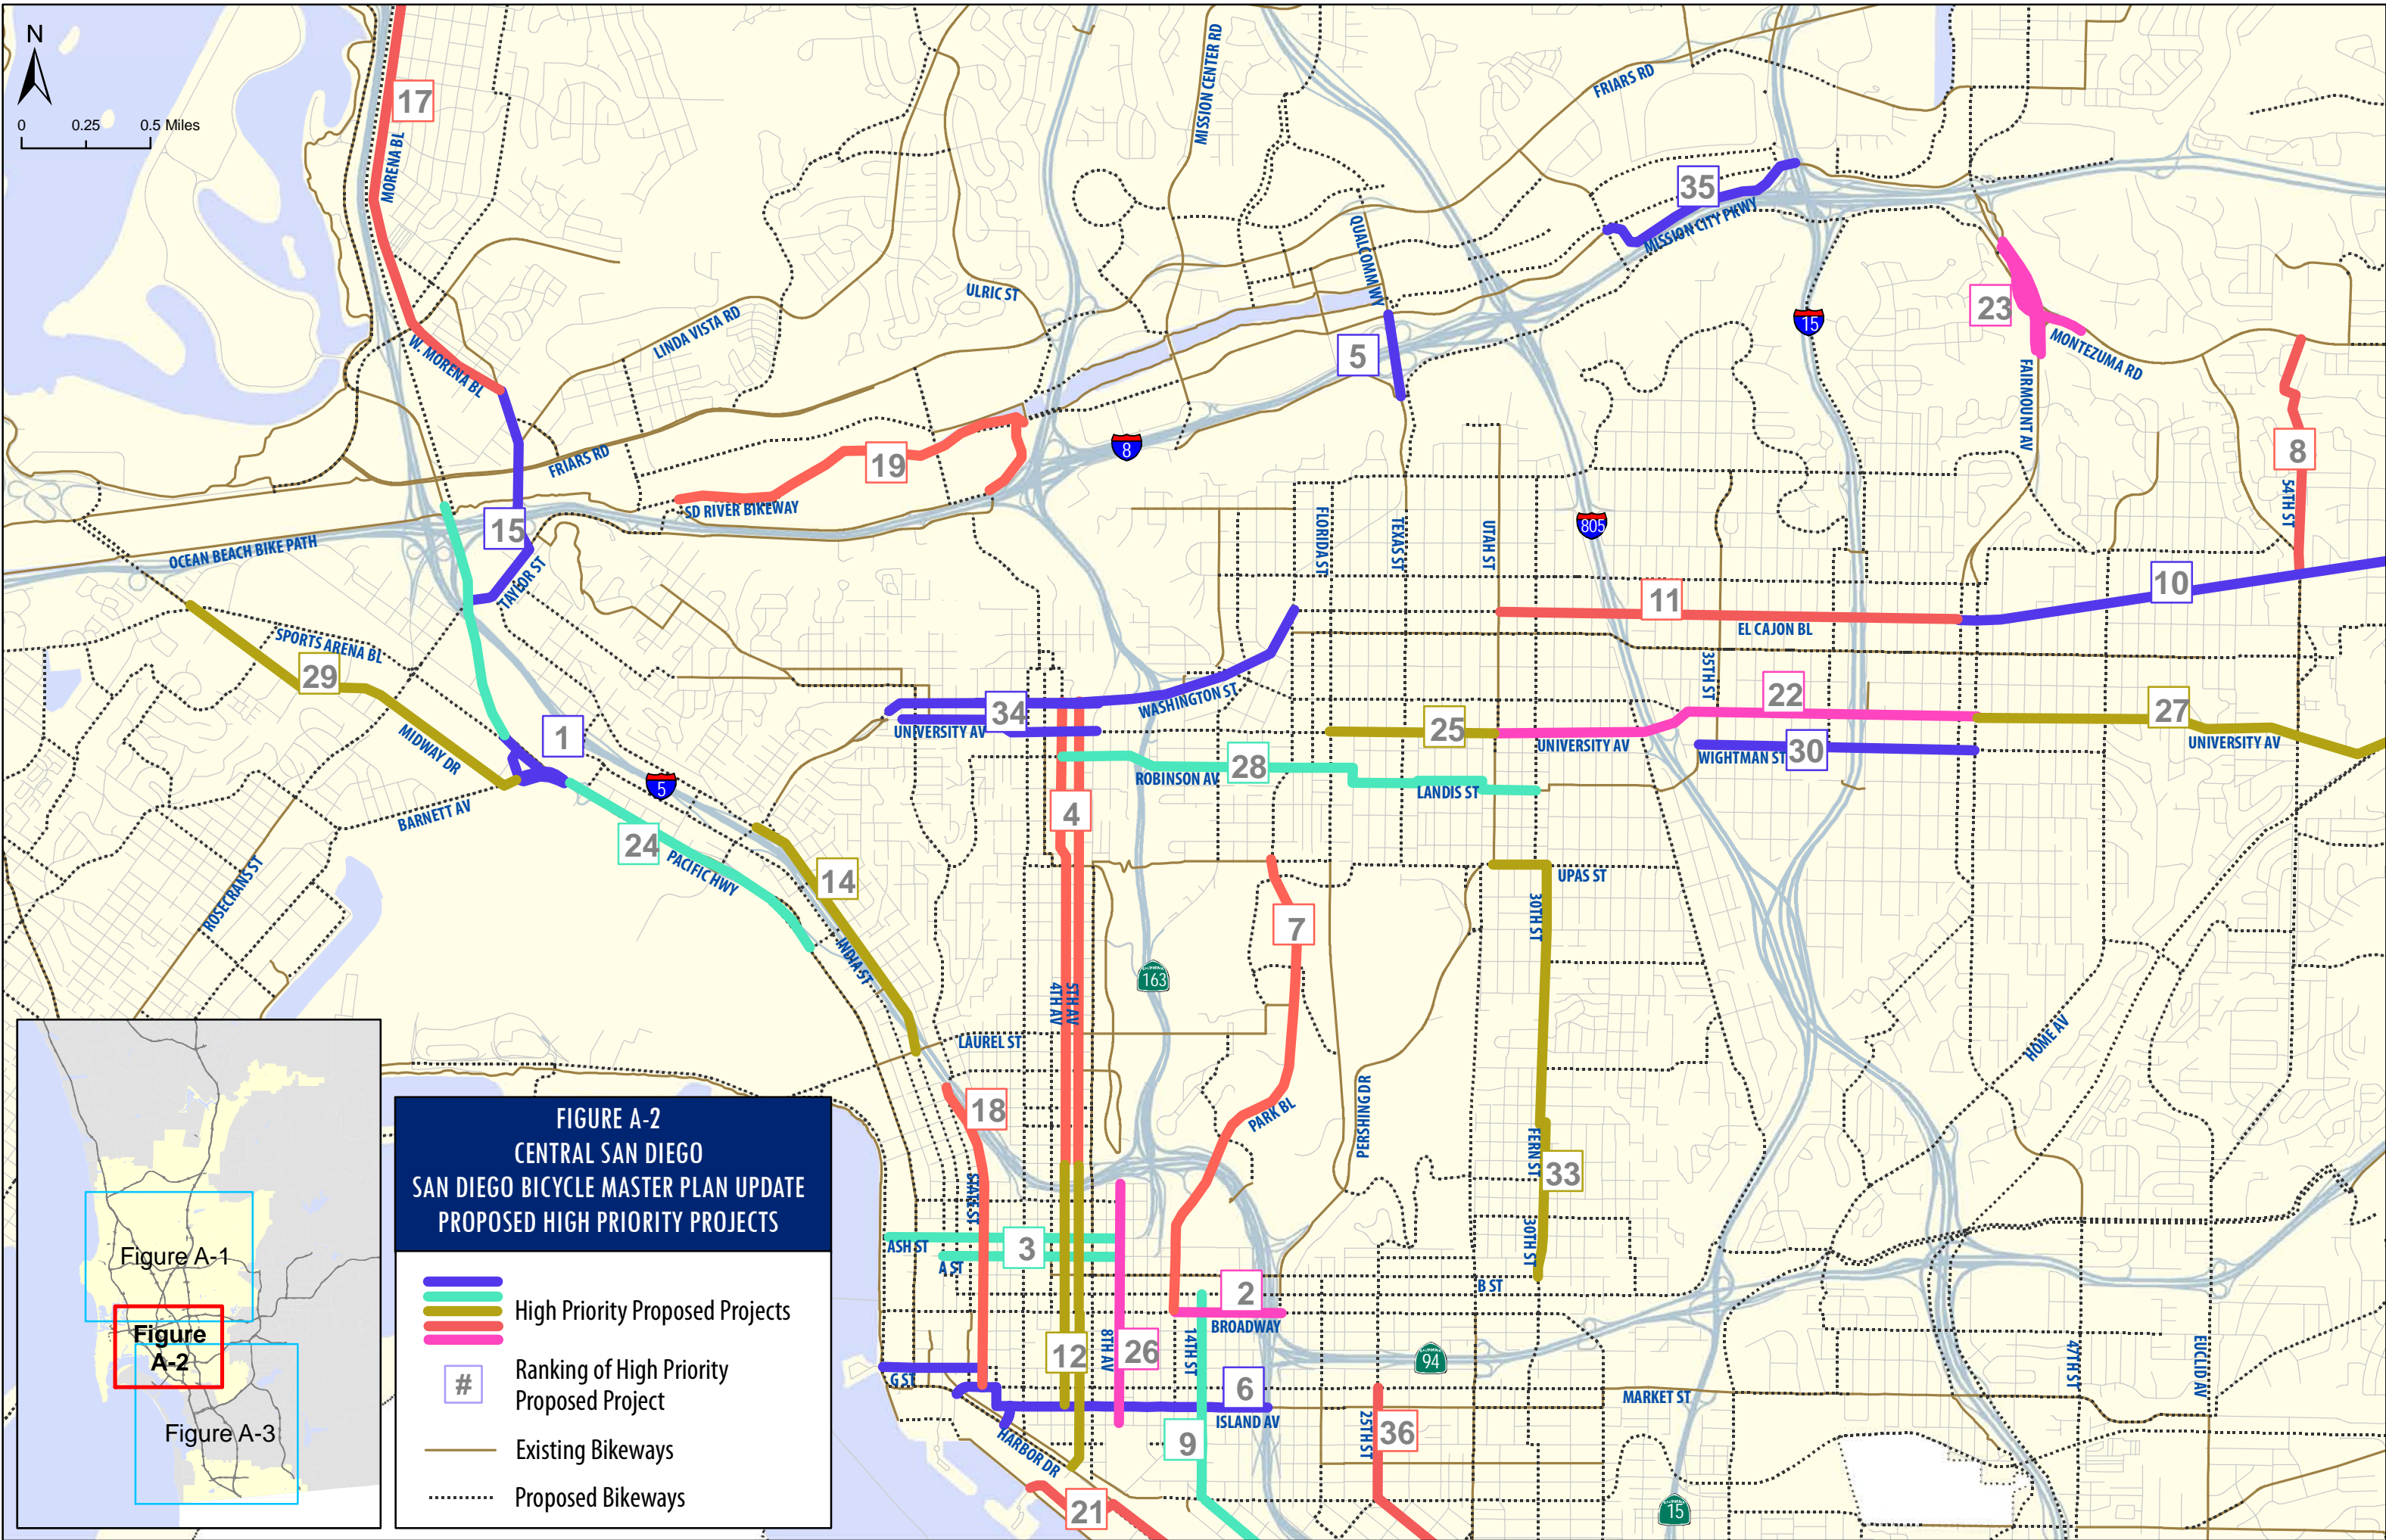 N
0 0.25 0.5 Miles
17
MORENA BL
MISSION CENTER RD
FRIARS RD
35
MISSION CITY PKWY
QUALCOMM WY
ULRIC ST
LINDA VISTA RD
W. MORENA BL
5
15
23
MONTEZUMA RD
FAIRMOUNT AV
8
54TH ST
FRIARS RD
19
SD RIVER BIKEWAY
8
15
TAYLOR ST
OCEAN BEACH BIKE PATH
FLORIDA ST
TEXAS ST
UTAH ST
805
10
11
EL CAJON BL
SPORTS ARENA BL
29
MIDWAY DR
BARNETT AV
ROSECRANS ST
1
5
24
PACIFIC HWY
14
INDIA ST
34
UNIVERSITY AV
WASHINGTON ST
25
UNIVERSITY AV
35TH ST
22
WIGHTMAN ST
30
27
UNIVERSITY AV
ROBINSON AV
28
LANDIS ST
4
UPAS ST
7
30TH ST
163
4TH AV
5TH AV
LAUREL ST
HOME AV
18
PARK BL
PERSHING DR
FERN ST
33
30TH ST
STATE ST
ASH ST
3
A ST
2
BROADWAY
B ST
12
8TH AV
26
14TH ST
94
47TH ST
EUCLID AV
G ST
6
ISLAND AV
MARKET ST
25TH ST
36
9
HARBOR DR
21
15
Figure A-1
Figure
A-2
Figure A-3
FIGURE A-2
CENTRAL SAN DIEGO
SAN DIEGO BICYCLE MASTER PLAN UPDATE
PROPOSED HIGH PRIORITY PROJECTS
High Priority Proposed Projects
# Ranking of High Priority
Proposed Project
Existing Bikeways
Proposed Bikeways